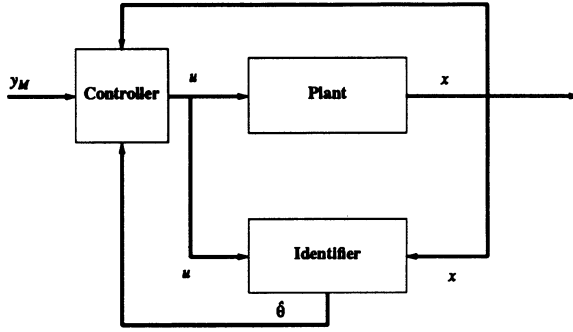 y_M
Controller
u
Plant
x
u
Identifier
x
θ̂